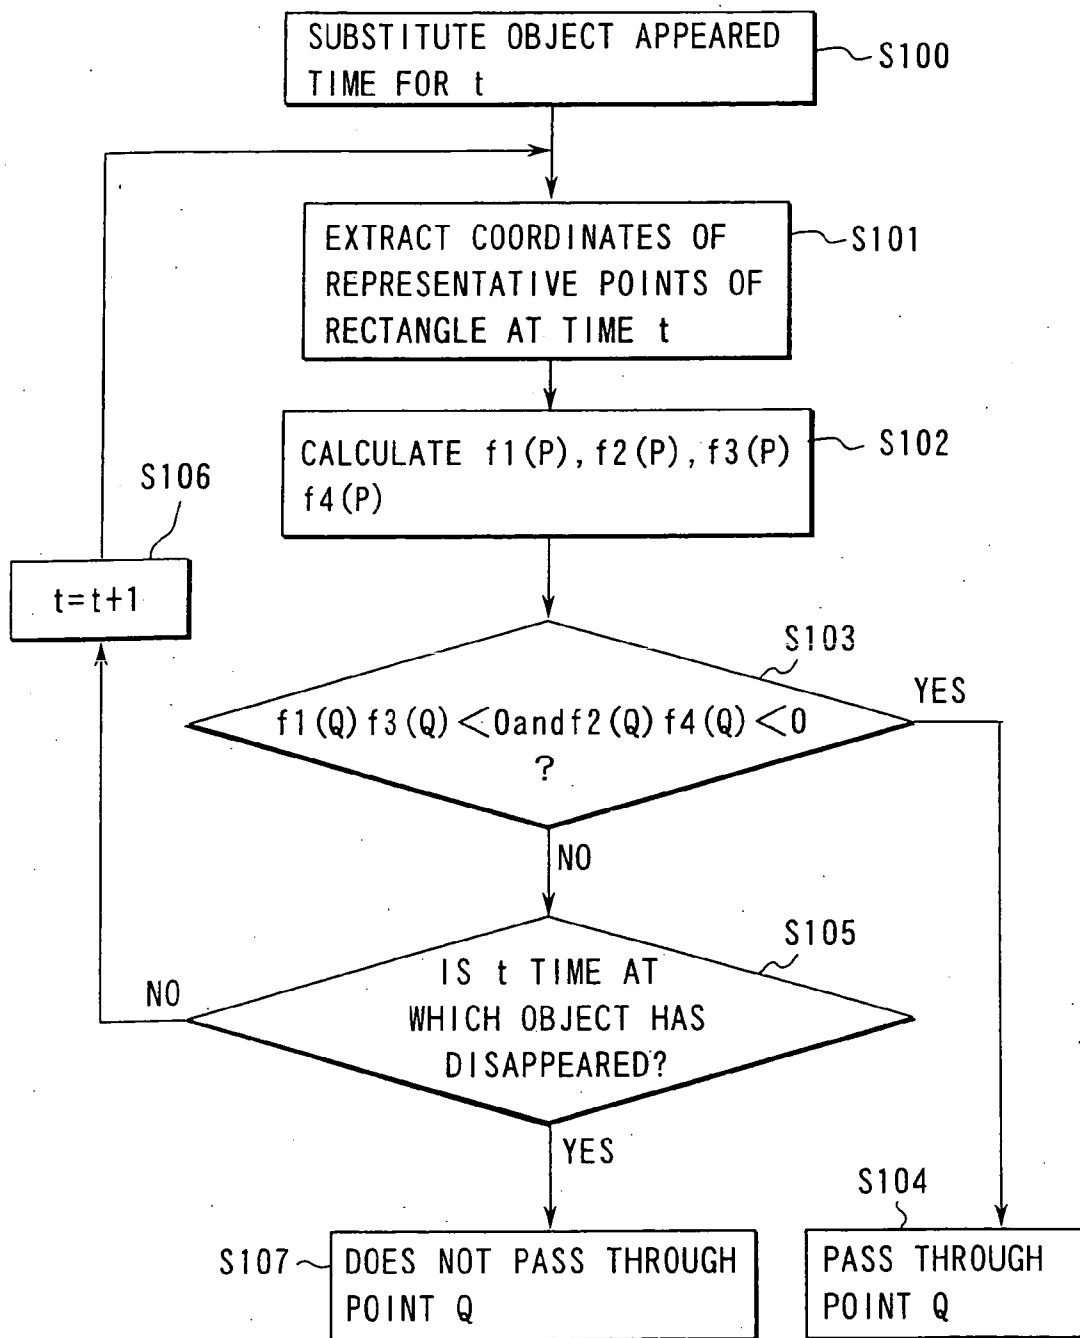 SUBSTITUTE OBJECT APPEARED
TIME FOR t
S100
EXTRACT COORDINATES OF
REPRESENTATIVE POINTS OF
RECTANGLE AT TIME t
S101
CALCULATE f1(P), f2(P), f3(P)
f4(P)
S102
S106
t=t+1
S103
f1(Q)f3(Q)<0andf2(Q)f4(Q)<0
?
YES
NO
S105
IS t TIME AT
WHICH OBJECT HAS
DISAPPEARED?
NO
YES
S104
S107
DOES NOT PASS THROUGH
POINT Q
PASS THROUGH
POINT Q